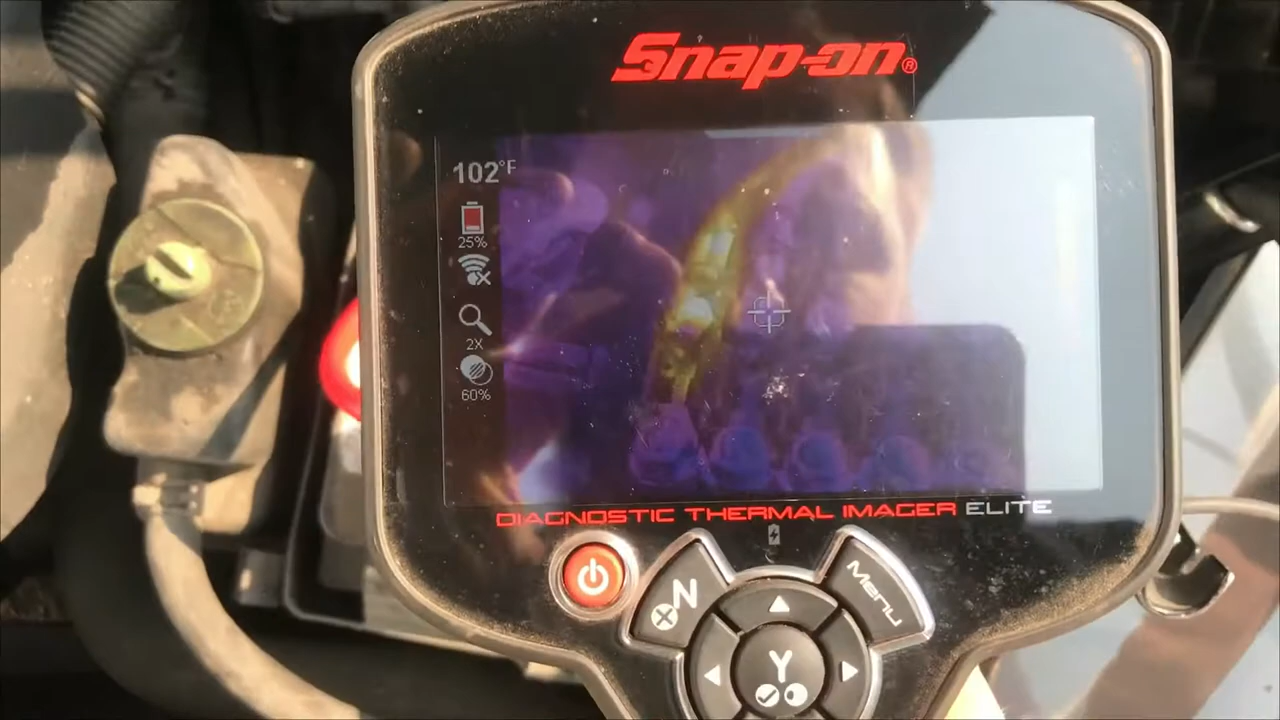 Snap-on®
102°F
25%
2X
60%
DIAGNOSTIC THERMAL IMAGER ELITE
N
Menu
Y